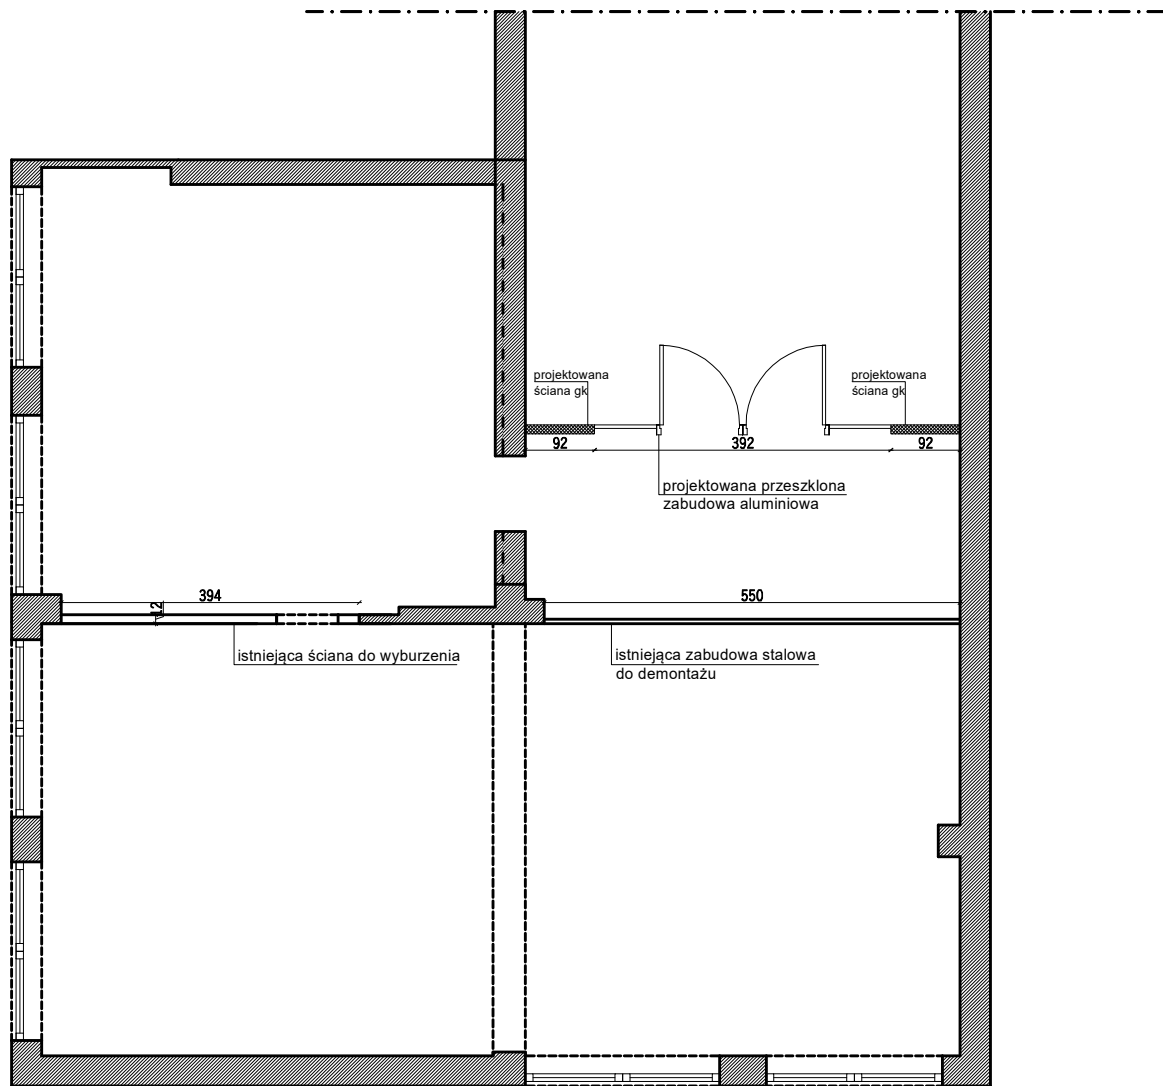 projektowana
ściana gk
projektowana
ściana gk
92
392
92
projektowana przeszklona
zabudowa aluminiowa
394
12
550
istniejąca ściana do wyburzenia
istniejąca zabudowa stalowa
do demontażu